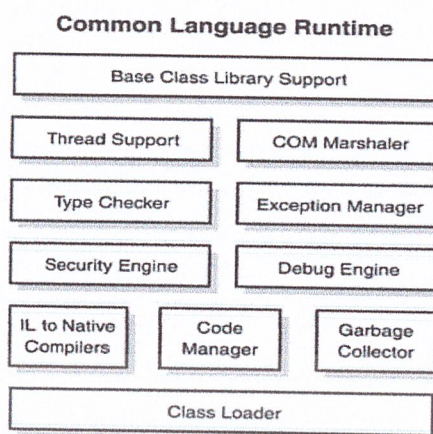 Common Language Runtime
Base Class Library Support
Thread Support
COM Marshaler
Type Checker
Exception Manager
Security Engine
Debug Engine
IL to Native
Compilers
Code
Manager
Garbage
Collector
Class Loader